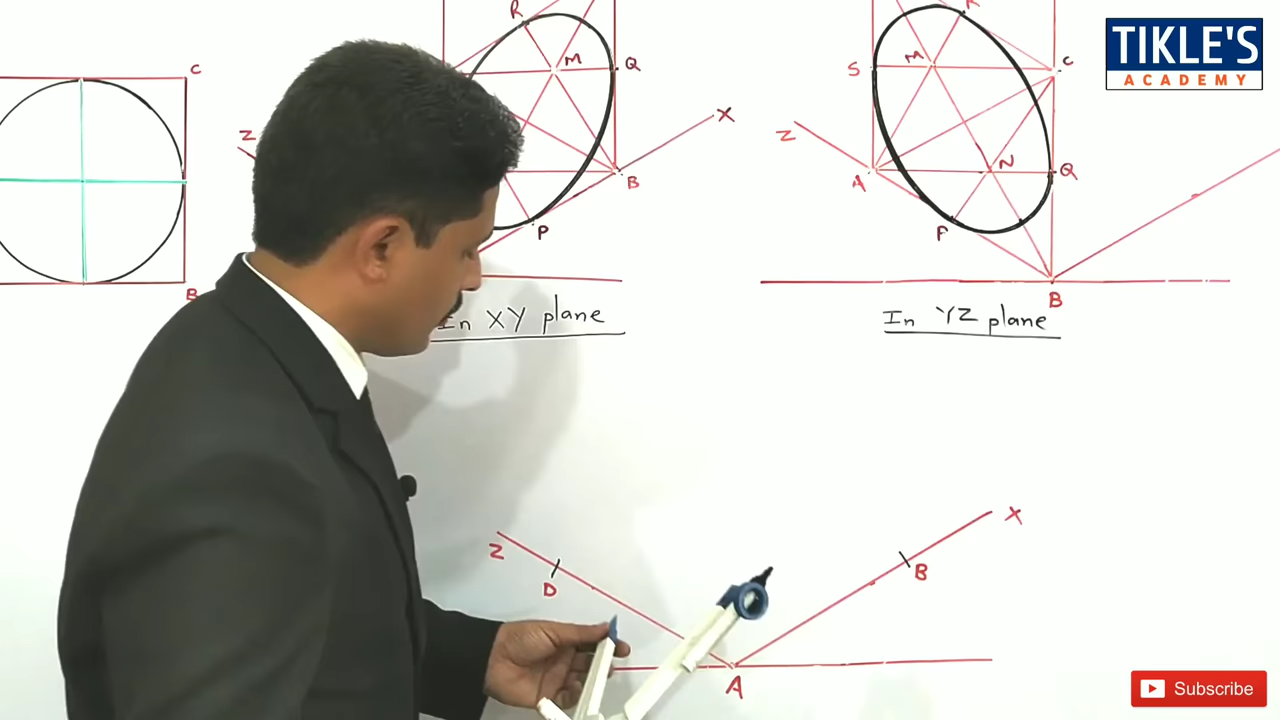 TIKLE'S
ACADEMY
C
B
Z
R
M
Q
X
B
P
In XY plane
S
M
C
Z
A
N
Q
P
B
In YZ plane
Z
D
X
B
A
Subscribe